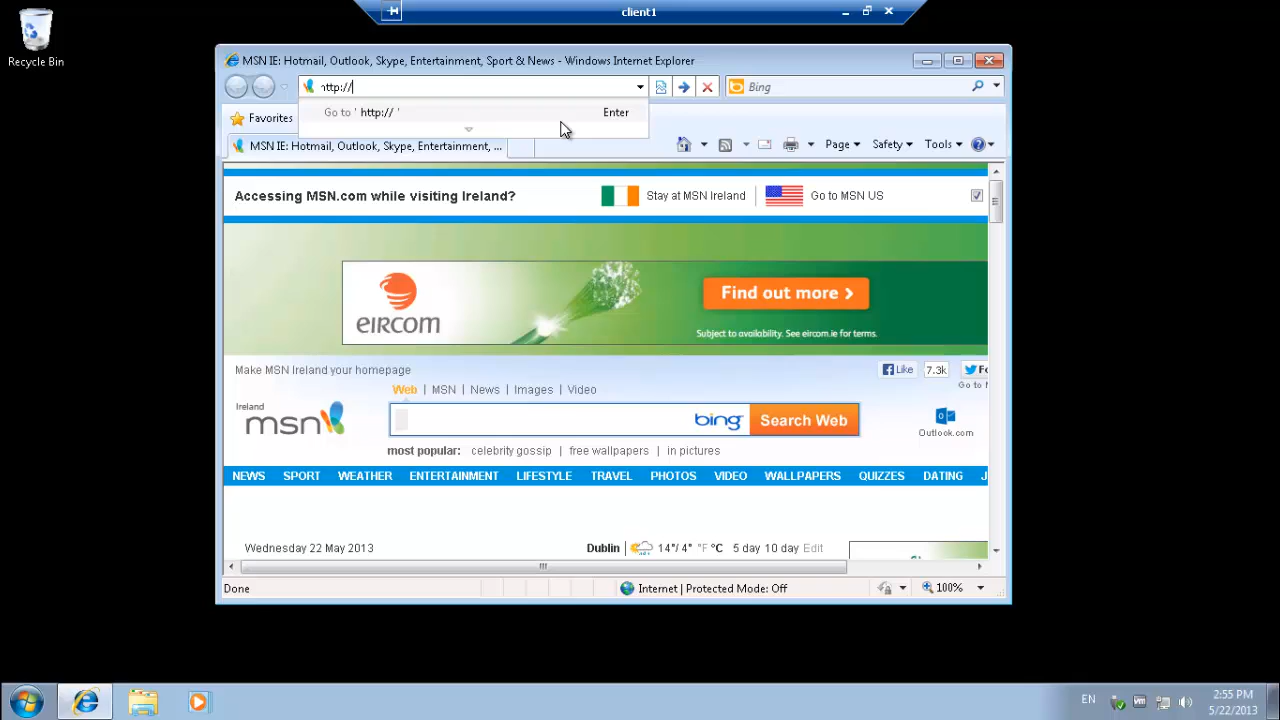 client1
Recycle Bin
MSN IE: Hotmail, Outlook, Skype, Entertainment, Sport & News - Windows Internet Explorer
http://
Bing
Go to ' http:// '
Enter
Favorites
MSN IE: Hotmail, Outlook, Skype, Entertainment, ...
Page
Safety
Tools
Accessing MSN.com while visiting Ireland?
Stay at MSN Ireland
Go to MSN US
eircom
Find out more
Subject to availability. See eircom.ie for terms.
Make MSN Ireland your homepage
Like
7.3k
Fo
Go to M
Web | MSN | News | Images | Video
Ireland
msn
bing
Search Web
Outlook.com
most popular: celebrity gossip | free wallpapers | in pictures
NEWS SPORT WEATHER ENTERTAINMENT LIFESTYLE TRAVEL PHOTOS VIDEO WALLPAPERS QUIZZES DATING J
Wednesday 22 May 2013
Dublin
14°/ 4° °F °C 5 day 10 day Edit
Done
Internet | Protected Mode: Off
100%
EN
2:55 PM
5/22/2013